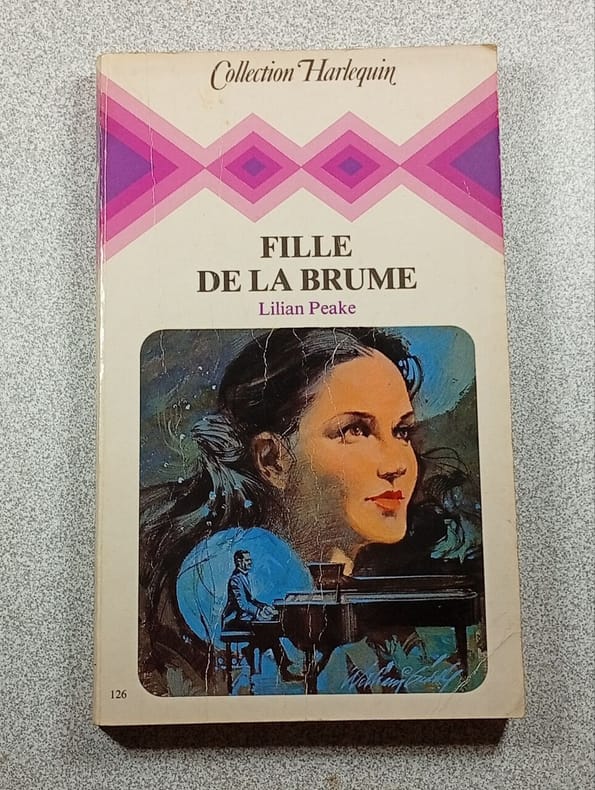 Collection Harlequin
FILLE
DE LA BRUME
Lilian Peake
126